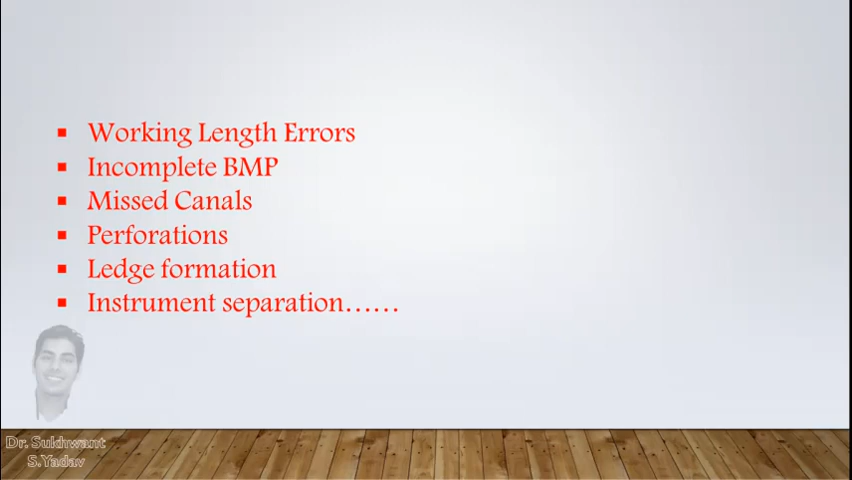 ▪ Working Length Errors
▪ Incomplete BMP
▪ Missed Canals
▪ Perforations
▪ Ledge formation
▪ Instrument separation……
Dr. Sukhwant
S.Yadav